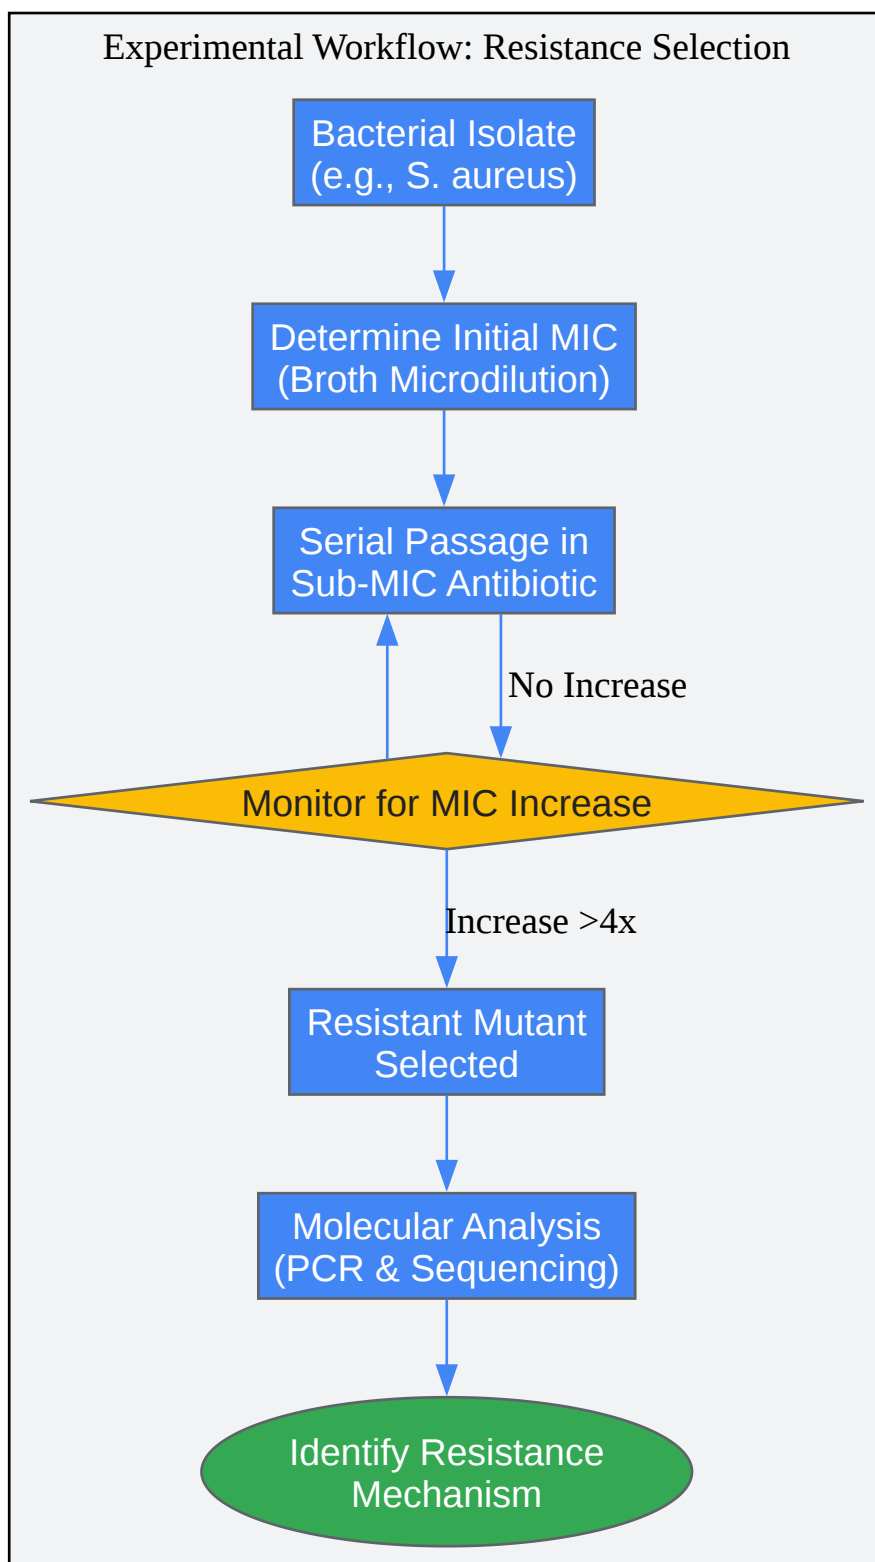 Experimental Workflow: Resistance Selection
Bacterial Isolate
(e.g., S. aureus)
Determine Initial MIC
(Broth Microdilution)
Serial Passage in
Sub-MIC Antibiotic
No Increase
Monitor for MIC Increase
Increase >4x
Resistant Mutant
Selected
Molecular Analysis
(PCR & Sequencing)
Identify Resistance
Mechanism